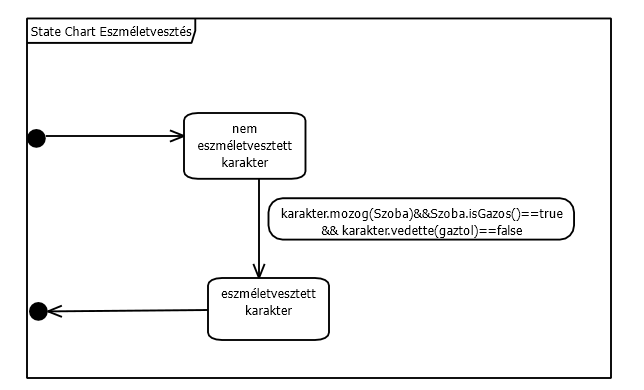 State Chart Eszméletvesztés
nem
eszméletvesztett
karakter
karakter.mozog(Szoba)&&Szoba.isGazos()==true
&& karakter.vedette(gaztol)==false
eszméletvesztett
karakter